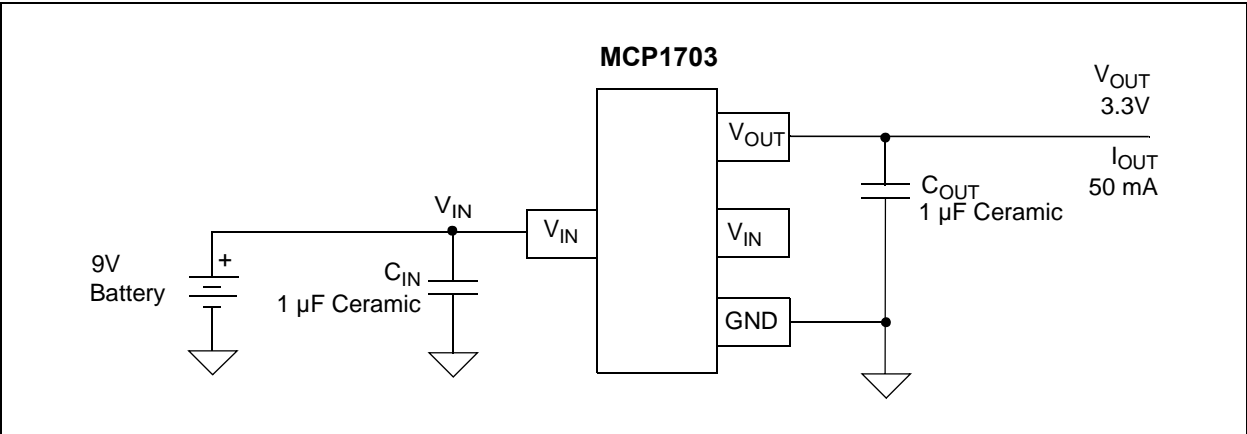 MCP1703
V_OUT
3.3V
V_OUT
I_OUT
50 mA
C_OUT
1 µF Ceramic
V_IN
V_IN
V_IN
9V
Battery
+
C_IN
1 µF Ceramic
GND